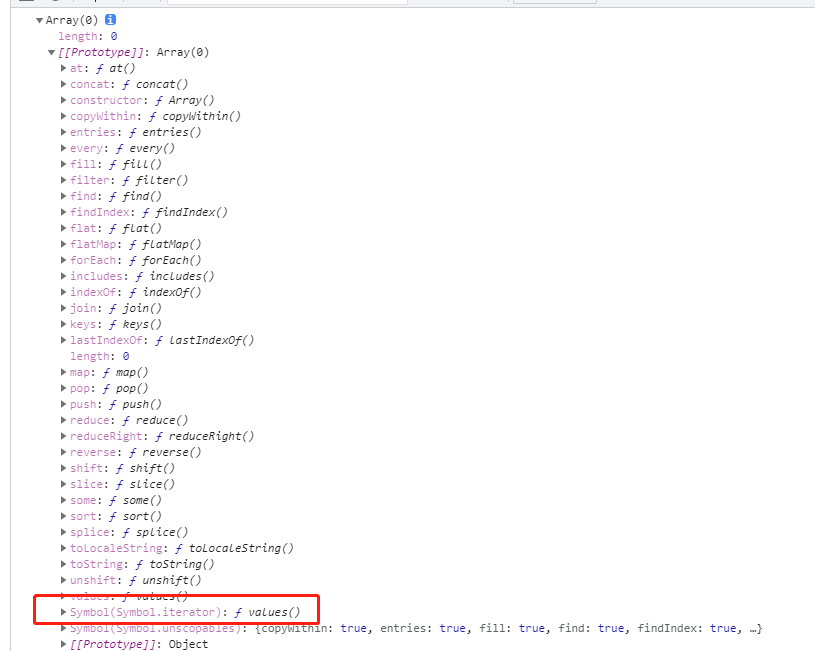 Array(0) i
length: 0
[[Prototype]]: Array(0)
at: ƒ at()
concat: ƒ concat()
constructor: ƒ Array()
copyWithin: ƒ copyWithin()
entries: ƒ entries()
every: ƒ every()
fill: ƒ fill()
filter: ƒ filter()
find: ƒ find()
findIndex: ƒ findIndex()
flat: ƒ flat()
flatMap: ƒ flatMap()
forEach: ƒ forEach()
includes: ƒ includes()
indexOf: ƒ indexOf()
join: ƒ join()
keys: ƒ keys()
lastIndexOf: ƒ lastIndexOf()
length: 0
map: ƒ map()
pop: ƒ pop()
push: ƒ push()
reduce: ƒ reduce()
reduceRight: ƒ reduceRight()
reverse: ƒ reverse()
shift: ƒ shift()
slice: ƒ slice()
some: ƒ some()
sort: ƒ sort()
splice: ƒ splice()
toLocaleString: ƒ toLocaleString()
toString: ƒ toString()
unshift: ƒ unshift()
values: ƒ values()
Symbol(Symbol.iterator): ƒ values()
Symbol(Symbol.unscopables): {copyWithin: true, entries: true, fill: true, find: true, findIndex: true, …}
[[Prototype]]: Object